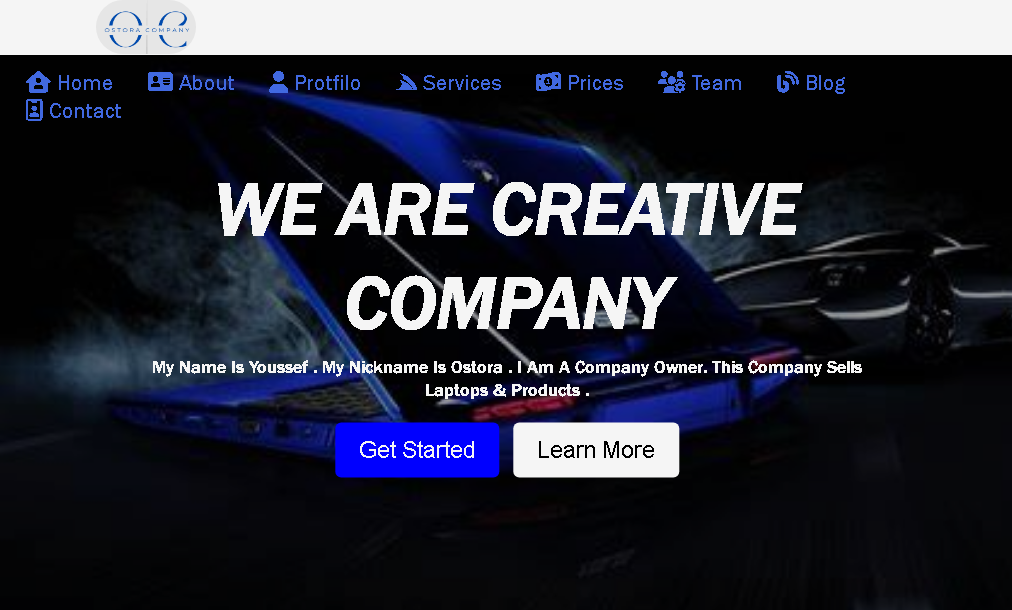 OSTORA COMPANY
Home About Protfilo Services Prices Team Blog
Contact
WE ARE CREATIVE
COMPANY
My Name Is Youssef . My Nickname Is Ostora . I Am A Company Owner. This Company Sells
Laptops & Products .
Get Started Learn More